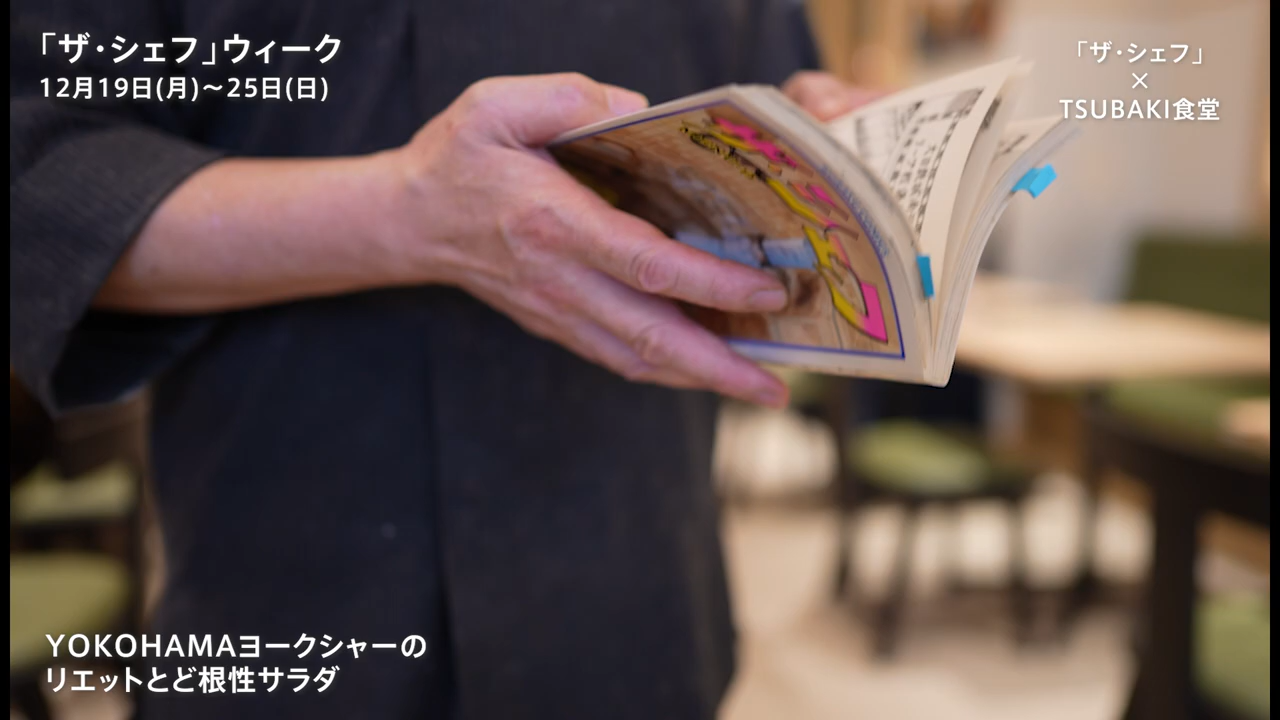 「ザ・シェフ」ウィーク
12月19日(月)～25日(日)
「ザ・シェフ」
×
TSUBAKI食堂
YOKOHAMAヨークシャーの
リエットとど根性サラダ